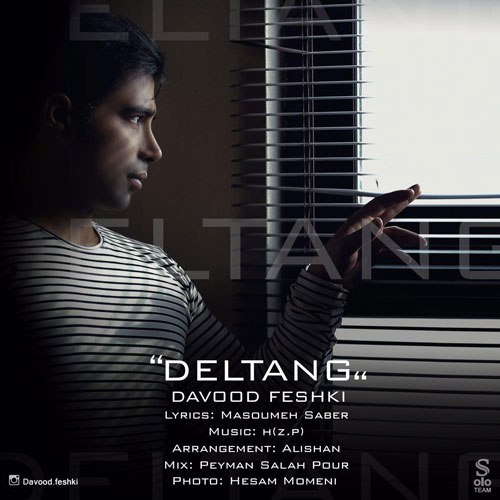 DELTANG
DELTANG
“DELTANG“
DAVOOD FESHKI
LYRICS: MASOUMEH SABER
MUSIC: H(Z.P)
ARRANGEMENT: ALISHAN
MIX: PEYMAN SALAH POUR
PHOTO: HESAM MOMENI
Davood.feshki
Solo
TEAM